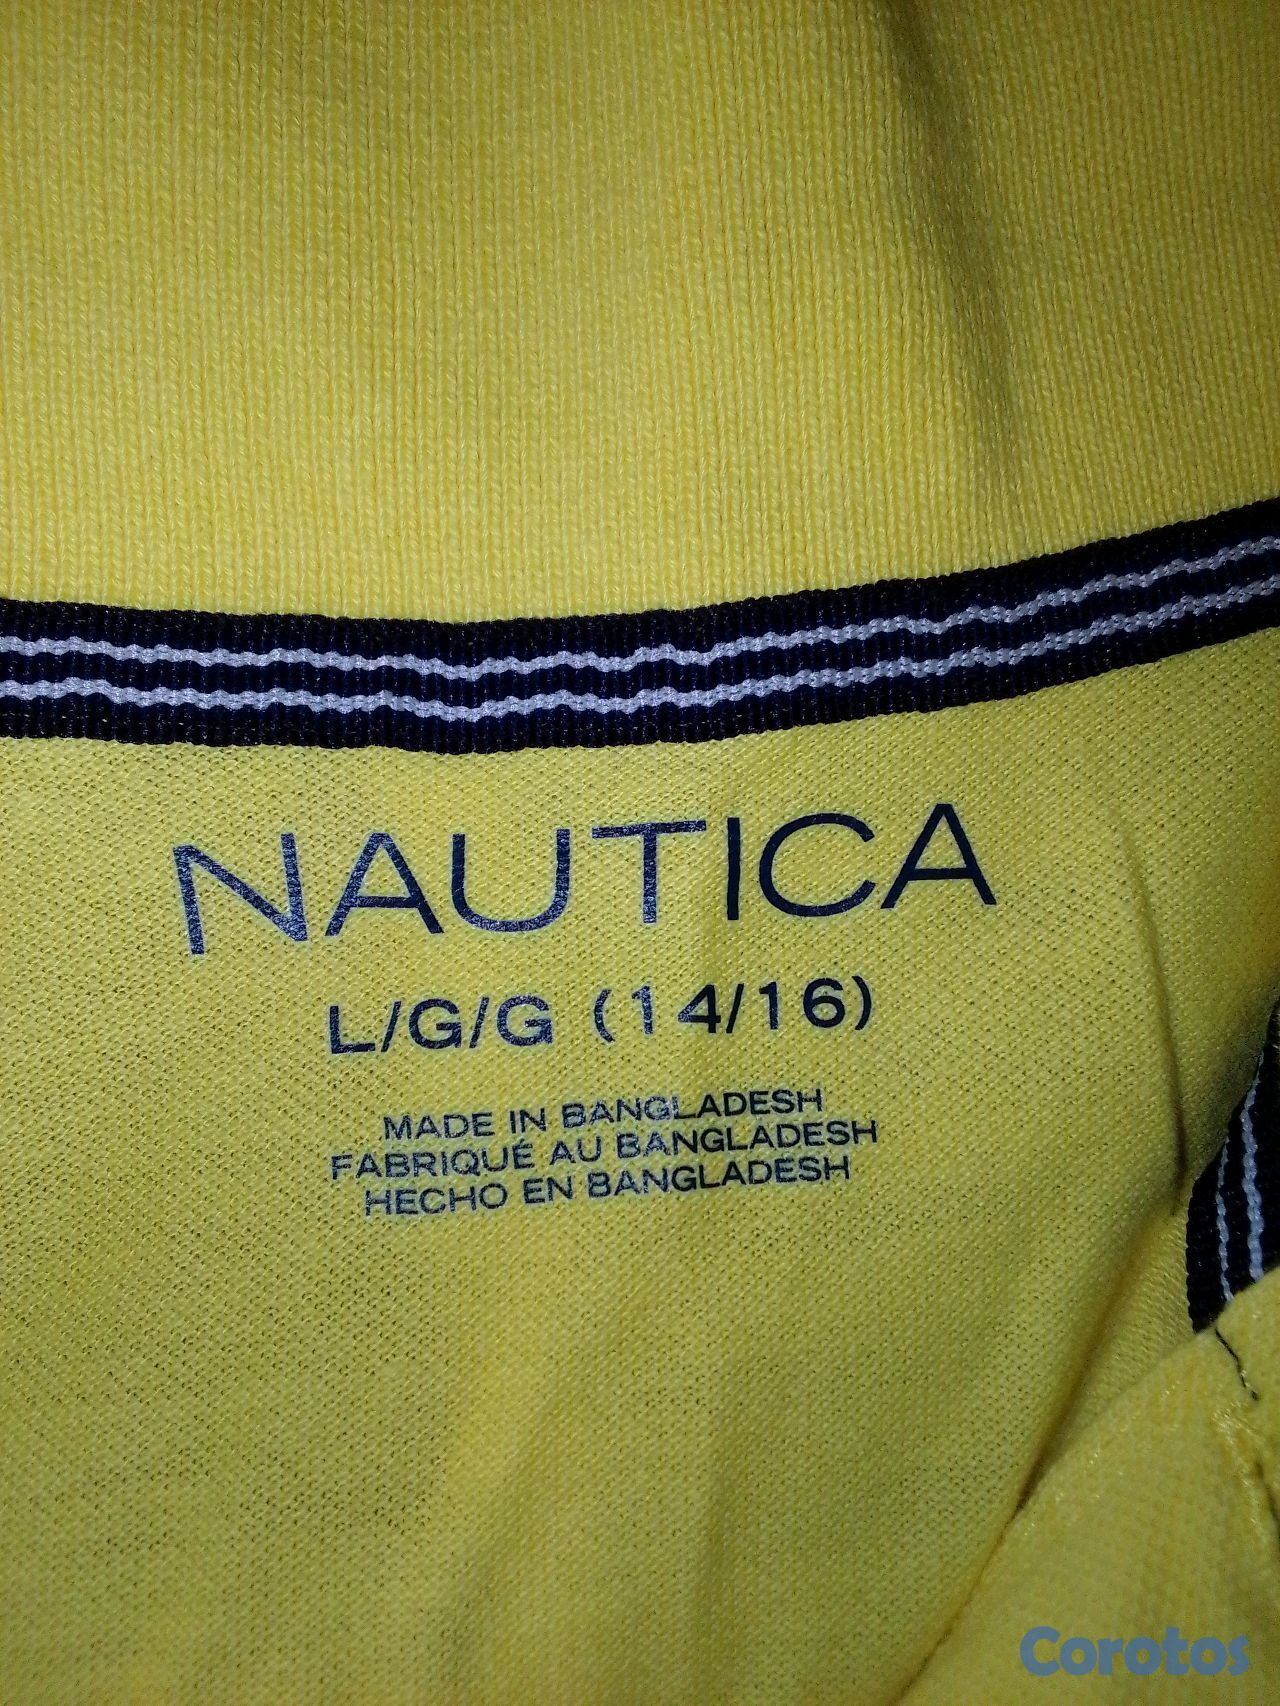 NAUTICA
L/G/G (14/16)
MADE IN BANGLADESH
FABRIQUÉ AU BANGLADESH
HECHO EN BANGLADESH
Corotos